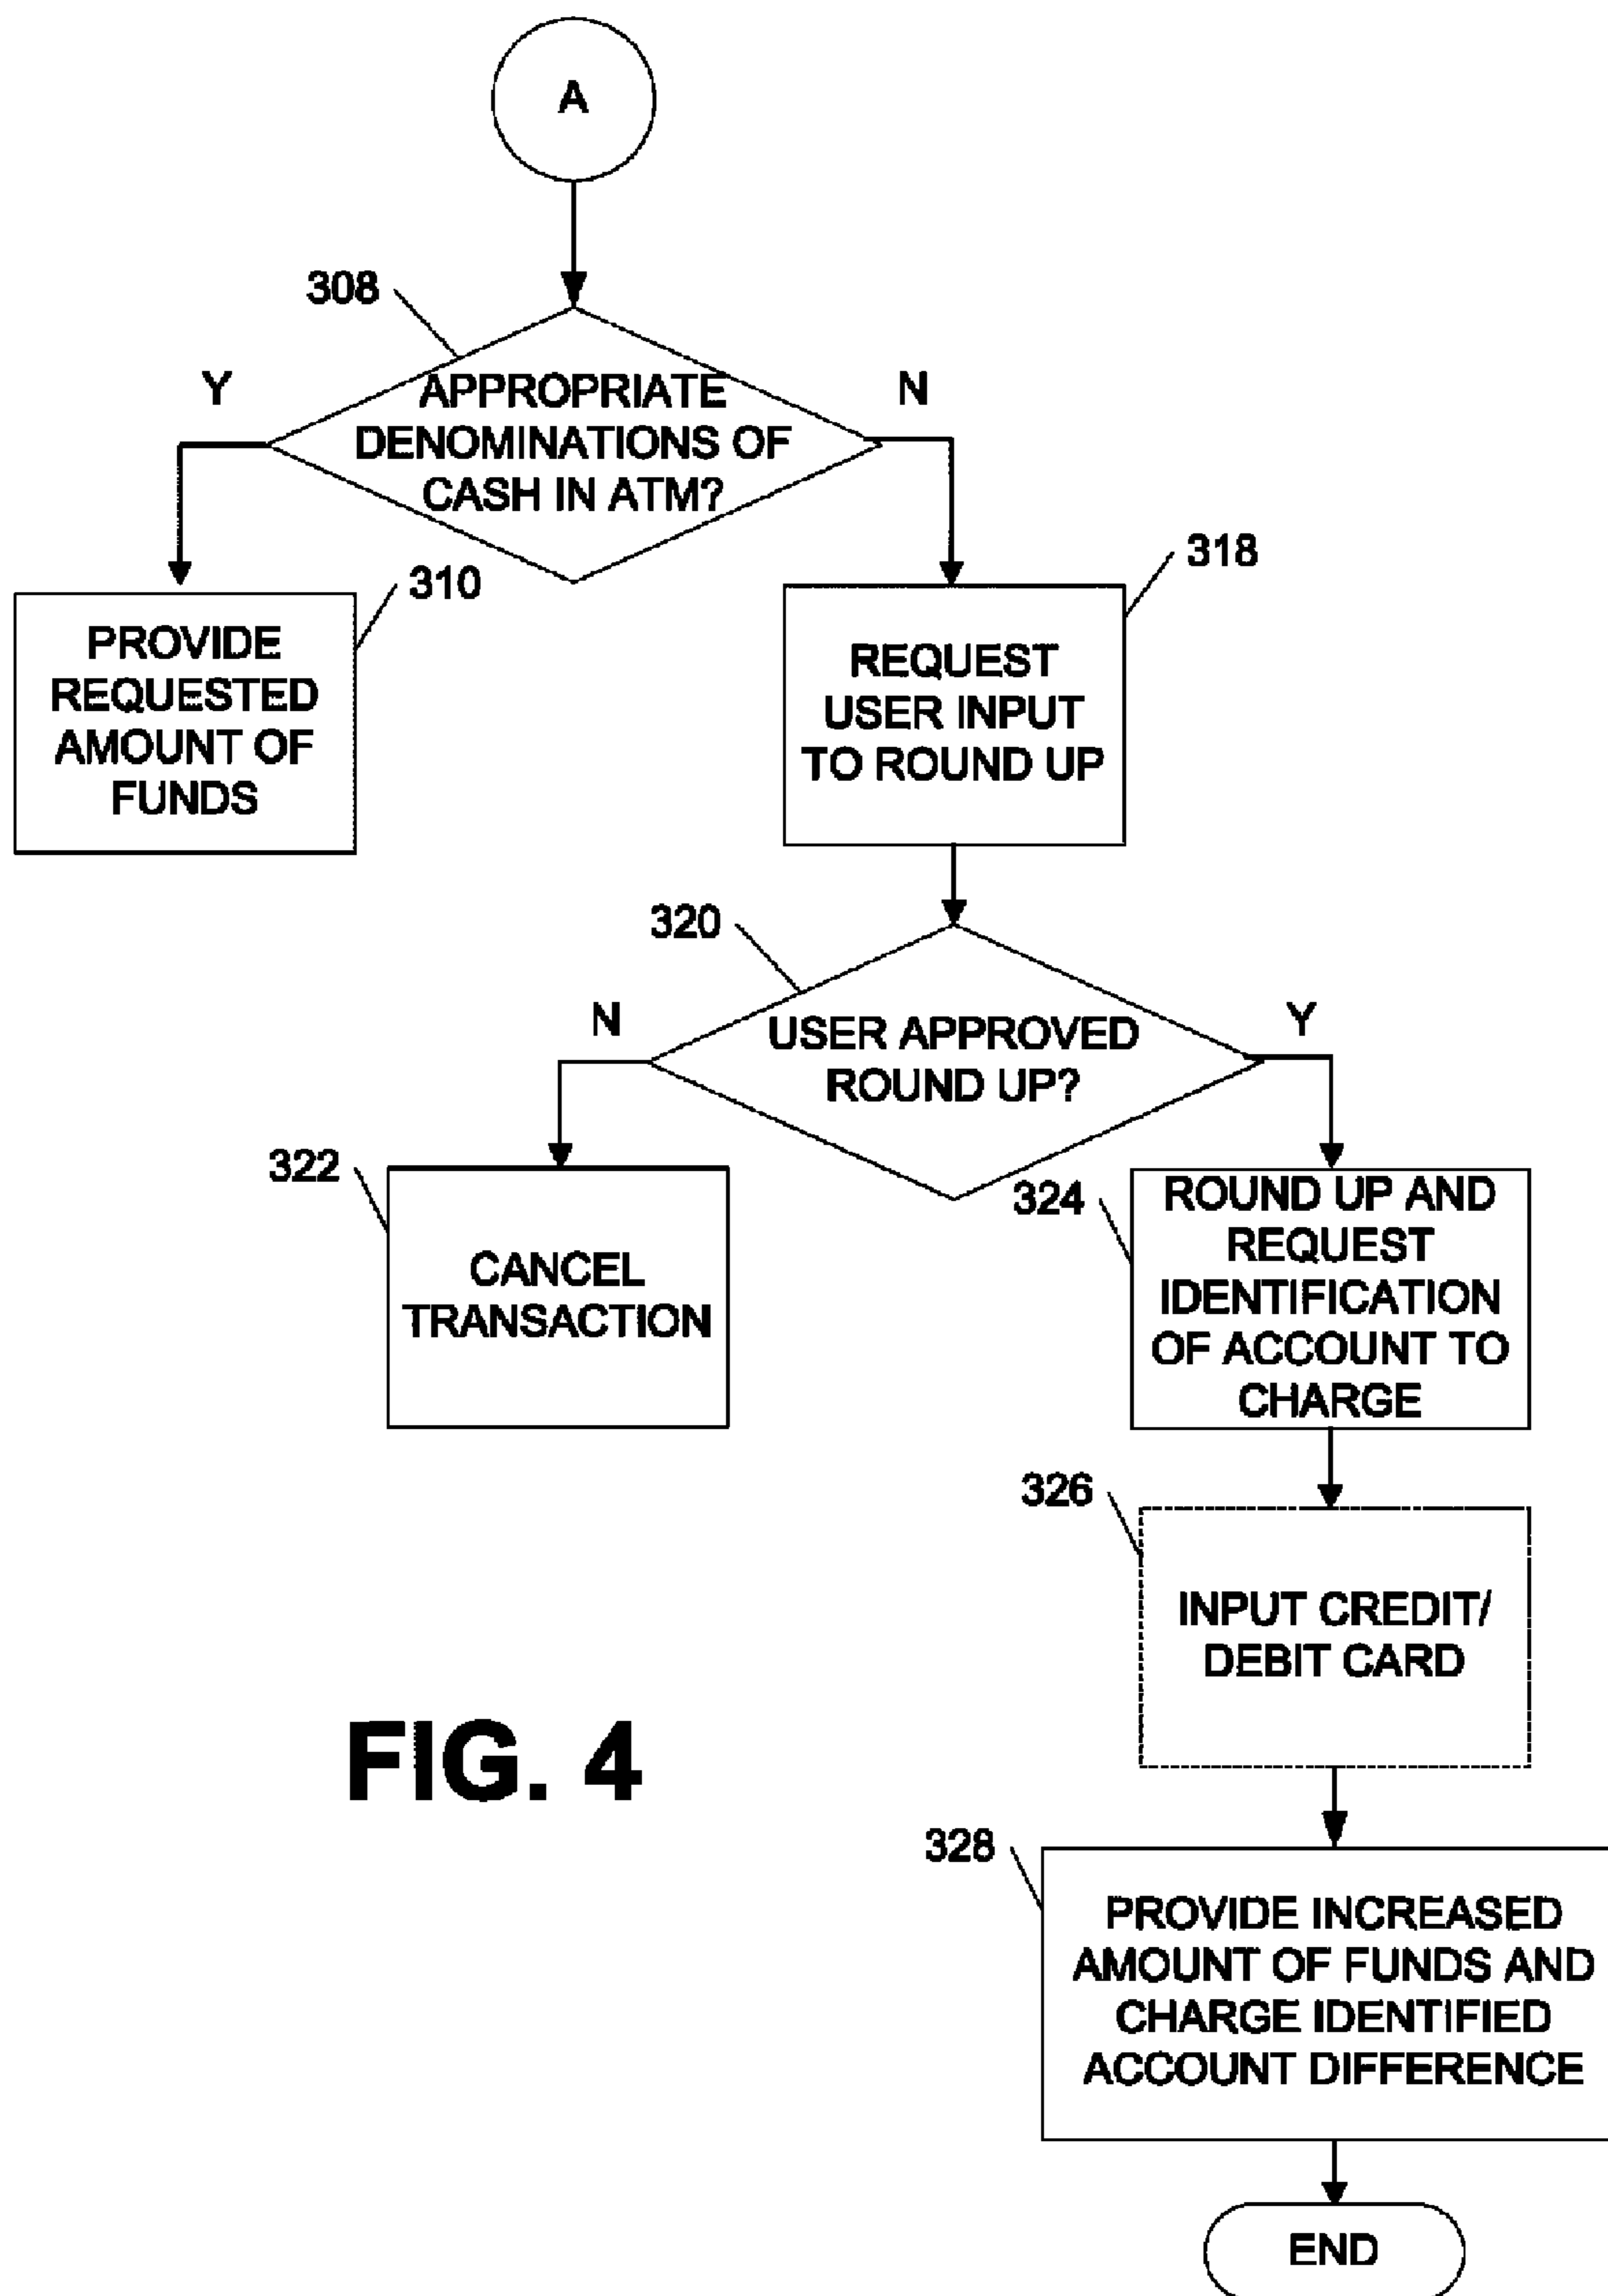 A
308
Y
N
APPROPRIATE
DENOMINATIONS OF
CASH IN ATM?
310
PROVIDE
REQUESTED
AMOUNT OF
FUNDS
318
REQUEST
USER INPUT
TO ROUND UP
320
N
Y
USER APPROVED
ROUND UP?
322
CANCEL
TRANSACTION
324
ROUND UP AND
REQUEST
IDENTIFICATION
OF ACCOUNT TO
CHARGE
326
INPUT CREDIT/
DEBIT CARD
FIG. 4
328
PROVIDE INCREASED
AMOUNT OF FUNDS AND
CHARGE IDENTIFIED
ACCOUNT DIFFERENCE
END